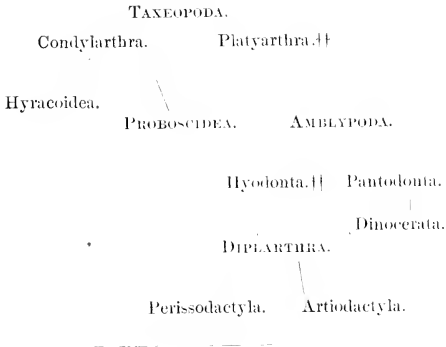 TAXEOPODA.
Condylarthra. Platyarthra.††
Hyracoidea.
PROBOSCIDEA. AMBLYPODA.
Hyodonta.†† Pantodonta.
Dinocerata.
DIPLARTHRA.
Perissodactyla. Artiodactyla.